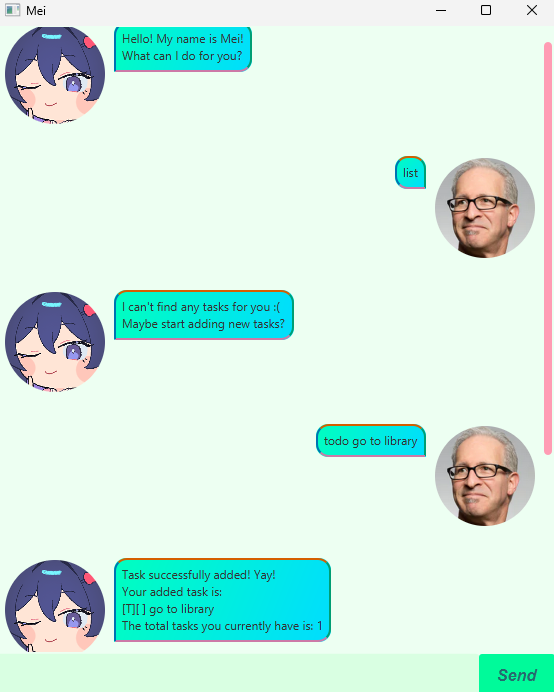 Mei
Hello! My name is Mei!
What can I do for you?
list
I can't find any tasks for you :(
Maybe start adding new tasks?
todo go to library
Task successfully added! Yay!
Your added task is:
[T][ ] go to library
The total tasks you currently have is: 1
Send